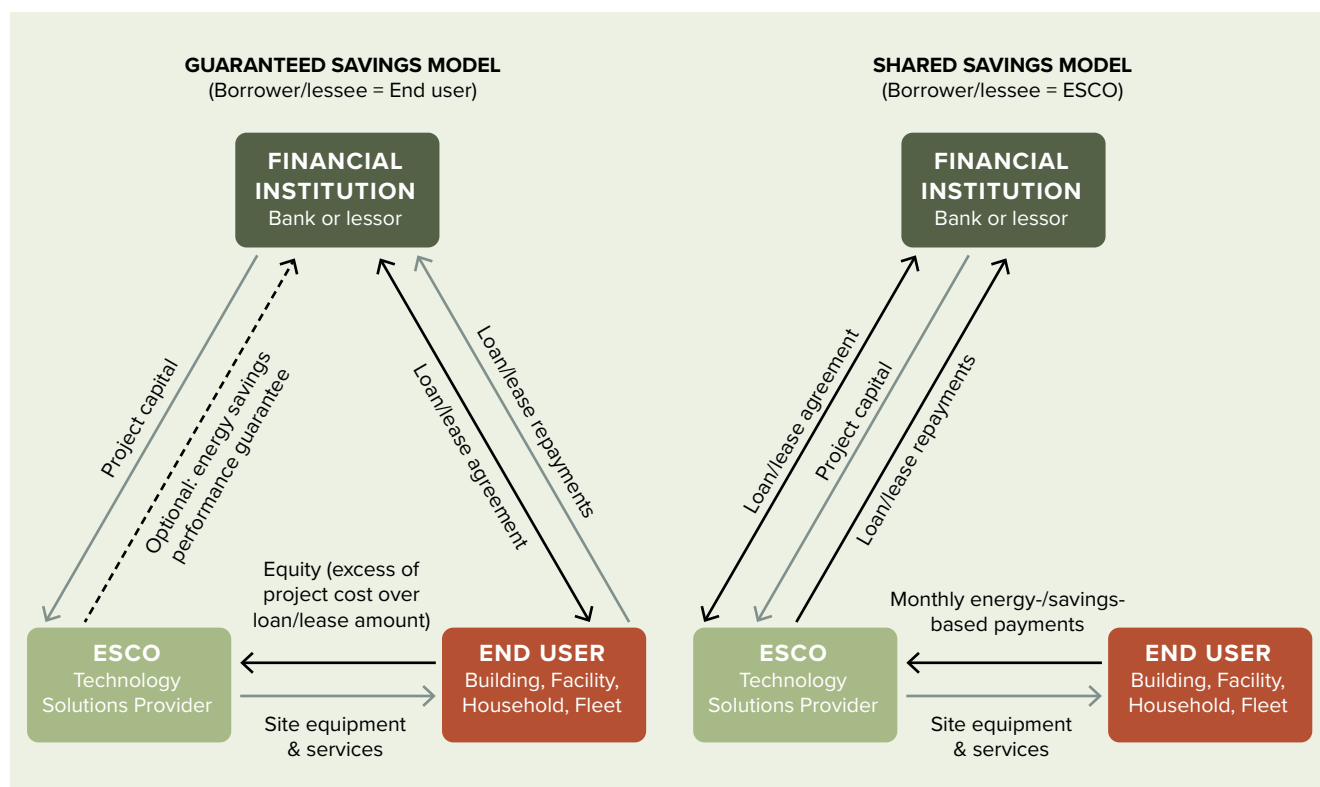 GUARANTEED SAVINGS MODEL
(Borrower/lessee = End user)
FINANCIAL
INSTITUTION
Bank or lessor
Project capital
Optional: energy savings
performance guarantee
Loan/lease agreement
Loan/lease repayments
Equity (excess of
project cost over
loan/lease amount)
ESCO
Technology
Solutions Provider
END USER
Building, Facility,
Household, Fleet
Site equipment
& services
SHARED SAVINGS MODEL
(Borrower/lessee = ESCO)
FINANCIAL
INSTITUTION
Bank or lessor
Loan/lease agreement
Project capital
Loan/lease repayments
Monthly energy-/savings-
based payments
ESCO
Technology
Solutions Provider
END USER
Building, Facility,
Household, Fleet
Site equipment
& services